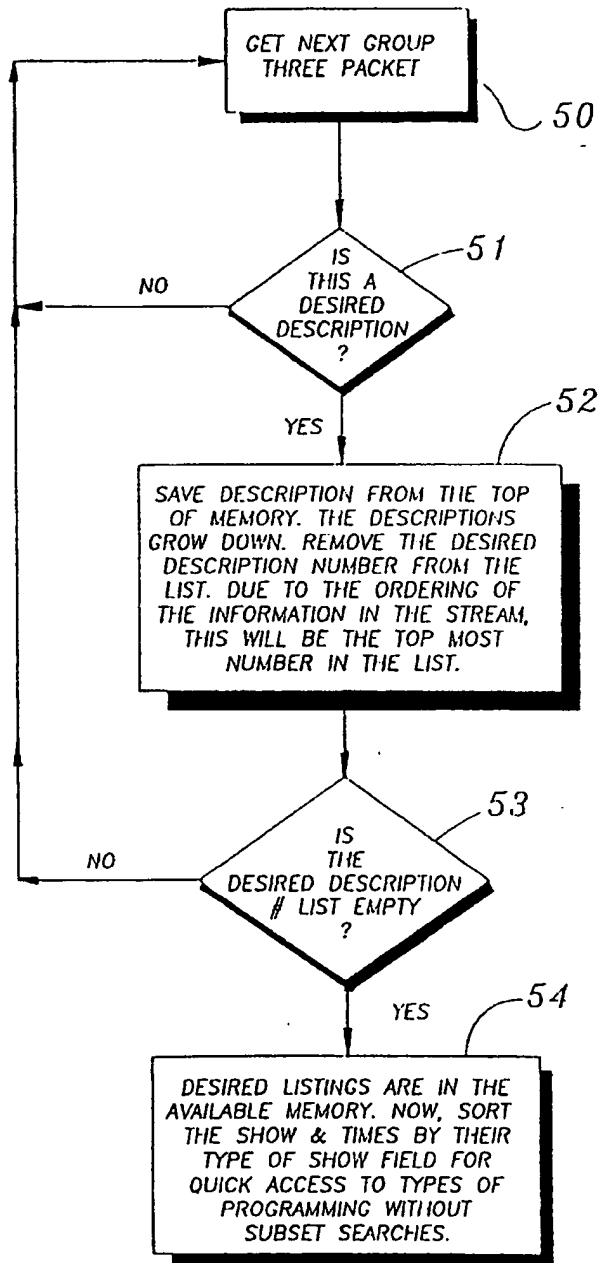 GET NEXT GROUP
THREE PACKET
50
IS
THIS A
DESIRED
DESCRIPTION
?
51
NO
YES
52
SAVE DESCRIPTION FROM THE TOP
OF MEMORY. THE DESCRIPTIONS
GROW DOWN. REMOVE THE DESIRED
DESCRIPTION NUMBER FROM THE
LIST. DUE TO THE ORDERING OF
THE INFORMATION IN THE STREAM,
THIS WILL BE THE TOP MOST
NUMBER IN THE LIST.
53
IS
THE
DESIRED DESCRIPTION
# LIST EMPTY
?
NO
YES
54
DESIRED LISTINGS ARE IN THE
AVAILABLE MEMORY. NOW, SORT
THE SHOW & TIMES BY THEIR
TYPE OF SHOW FIELD FOR
QUICK ACCESS TO TYPES OF
PROGRAMMING WITHOUT
SUBSET SEARCHES.